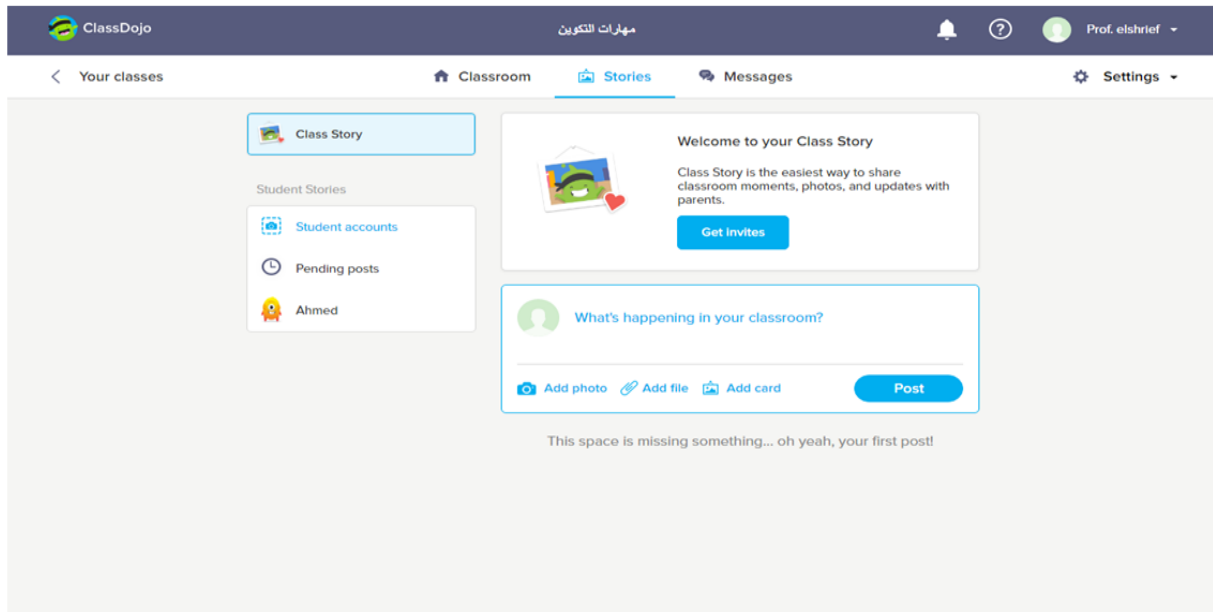 ClassDojo
مهارات التكوين
Prof. elshrief
Your classes
Classroom
Stories
Messages
Settings
Class Story
Student Stories
Student accounts
Pending posts
Ahmed
Welcome to your Class Story
Class Story is the easiest way to share
classroom moments, photos, and updates with
parents.
Get invites
What's happening in your classroom?
Add photo
Add file
Add card
Post
This space is missing something... oh yeah, your first post!